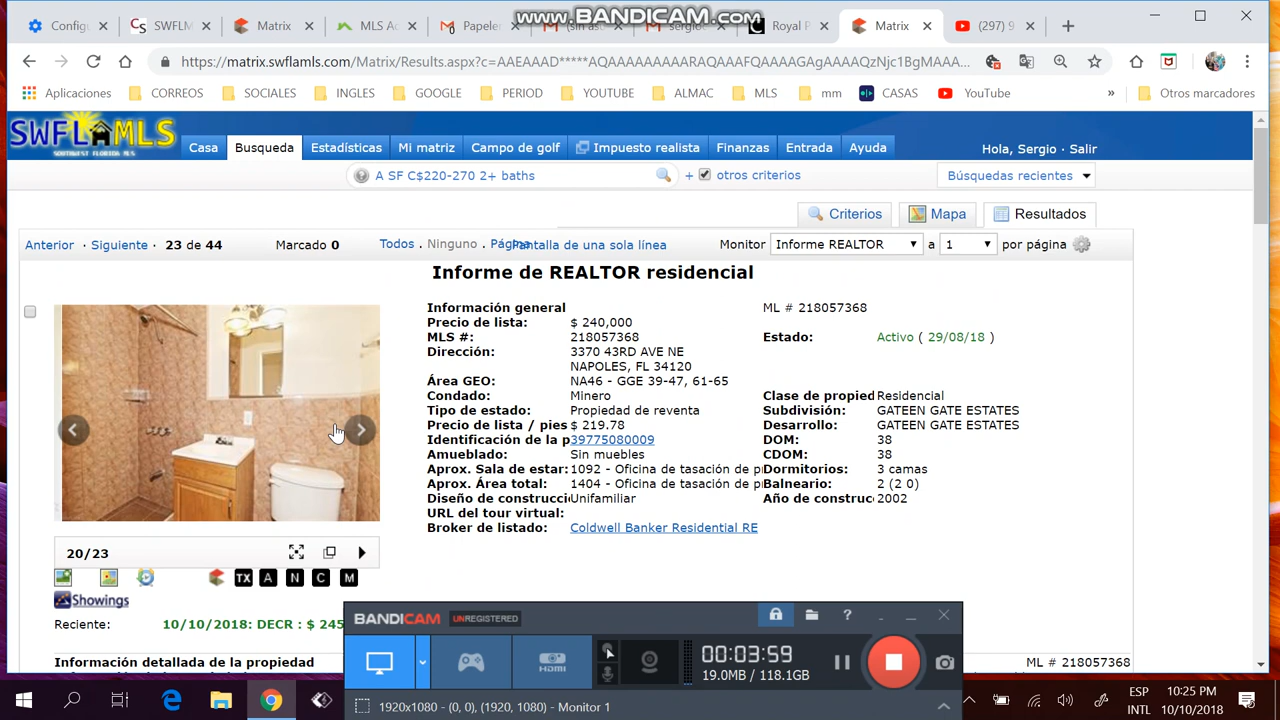 www.BANDICAM.com
Config
SWFLM
Matrix
MLS A
Papele
Royal P
Matrix
(297) 9
https://matrix.swflamls.com/Matrix/Results.aspx?c=AAEAAAD*****AQAAAAAAAAARAQAAAFQAAAAGAgAAAAQzNjc1BgMAAA...
Aplicaciones CORREOS SOCIALES INGLES GOOGLE PERIOD YOUTUBE ALMAC MLS mm CASAS YouTube » Otros marcadores
SWFLAMLS
SOUTHWEST FLORIDA MLS
Casa Busqueda Estadísticas Mi matriz Campo de golf Impuesto realista Finanzas Entrada Ayuda Hola, Sergio · Salir
A SF C$220-270 2+ baths + otros criterios Búsquedas recientes
Criterios Mapa Resultados
Anterior · Siguiente · 23 de 44 Marcado 0 Todos . Ninguno . Página Pantalla de una sola línea Monitor Informe REALTOR a 1 por página
Informe de REALTOR residencial
Información general ML # 218057368
Precio de lista: $ 240,000
MLS #: 218057368 Estado: Activo ( 29/08/18 )
Dirección: 3370 43RD AVE NE
NAPOLES, FL 34120
Área GEO: NA46 - GGE 39-47, 61-65
Condado: Minero Clase de propied Residencial
Tipo de estado: Propiedad de reventa Subdivisión: GATEEN GATE ESTATES
Precio de lista / pies $ 219.78 Desarrollo: GATEEN GATE ESTATES
Identificación de la p 39775080009 DOM: 38
Amueblado: Sin muebles CDOM: 38
Aprox. Sala de estar: 1092 - Oficina de tasación de p Dormitorios: 3 camas
Aprox. Área total: 1404 - Oficina de tasación de p Balneario: 2 (2 0)
Diseño de construcci Unifamiliar Año de construc 2002
URL del tour virtual:
Broker de listado: Coldwell Banker Residential RE
20/23
TX A N C M
Showings
Reciente: 10/10/2018: DECR : $ 245
Información detallada de la propiedad ML # 218057368
BANDICAM UNREGISTERED
HDMI
00:03:59
19.0MB / 118.1GB
1920x1080 - (0, 0), (1920, 1080) - Monitor 1
ESP
INTL
10:25 PM
10/10/2018